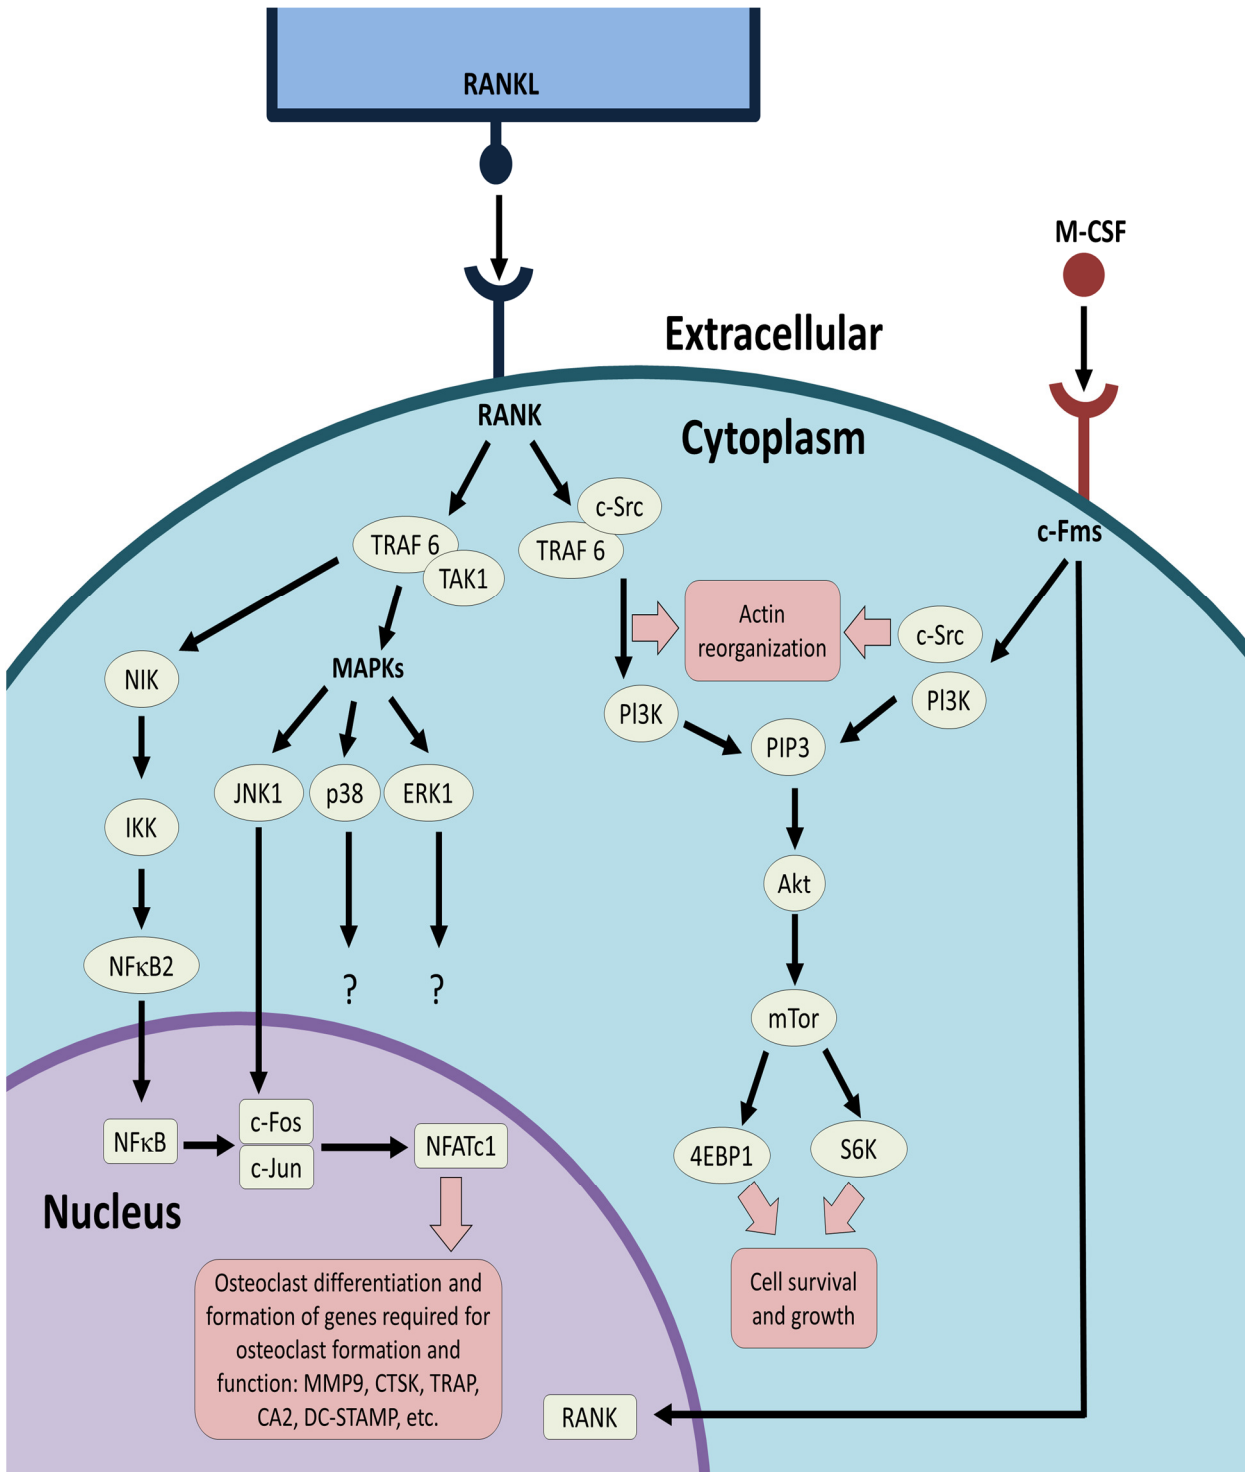 RANKL
M-CSF
Extracellular
RANK
Cytoplasm
c-Src
TRAF 6
TRAF 6
TAK1
c-Fms
Actin
reorganization
c-Src
NIK
MAPKs
PI3K
PI3K
PIP3
JNK1
p38
ERK1
IKK
Akt
NFκB2
?
?
mTor
c-Fos
NFκB
c-Jun
NFATc1
4EBP1
S6K
Nucleus
Osteoclast differentiation and
formation of genes required for
osteoclast formation and
function: MMP9, CTSK, TRAP,
CA2, DC-STAMP, etc.
Cell survival
and growth
RANK